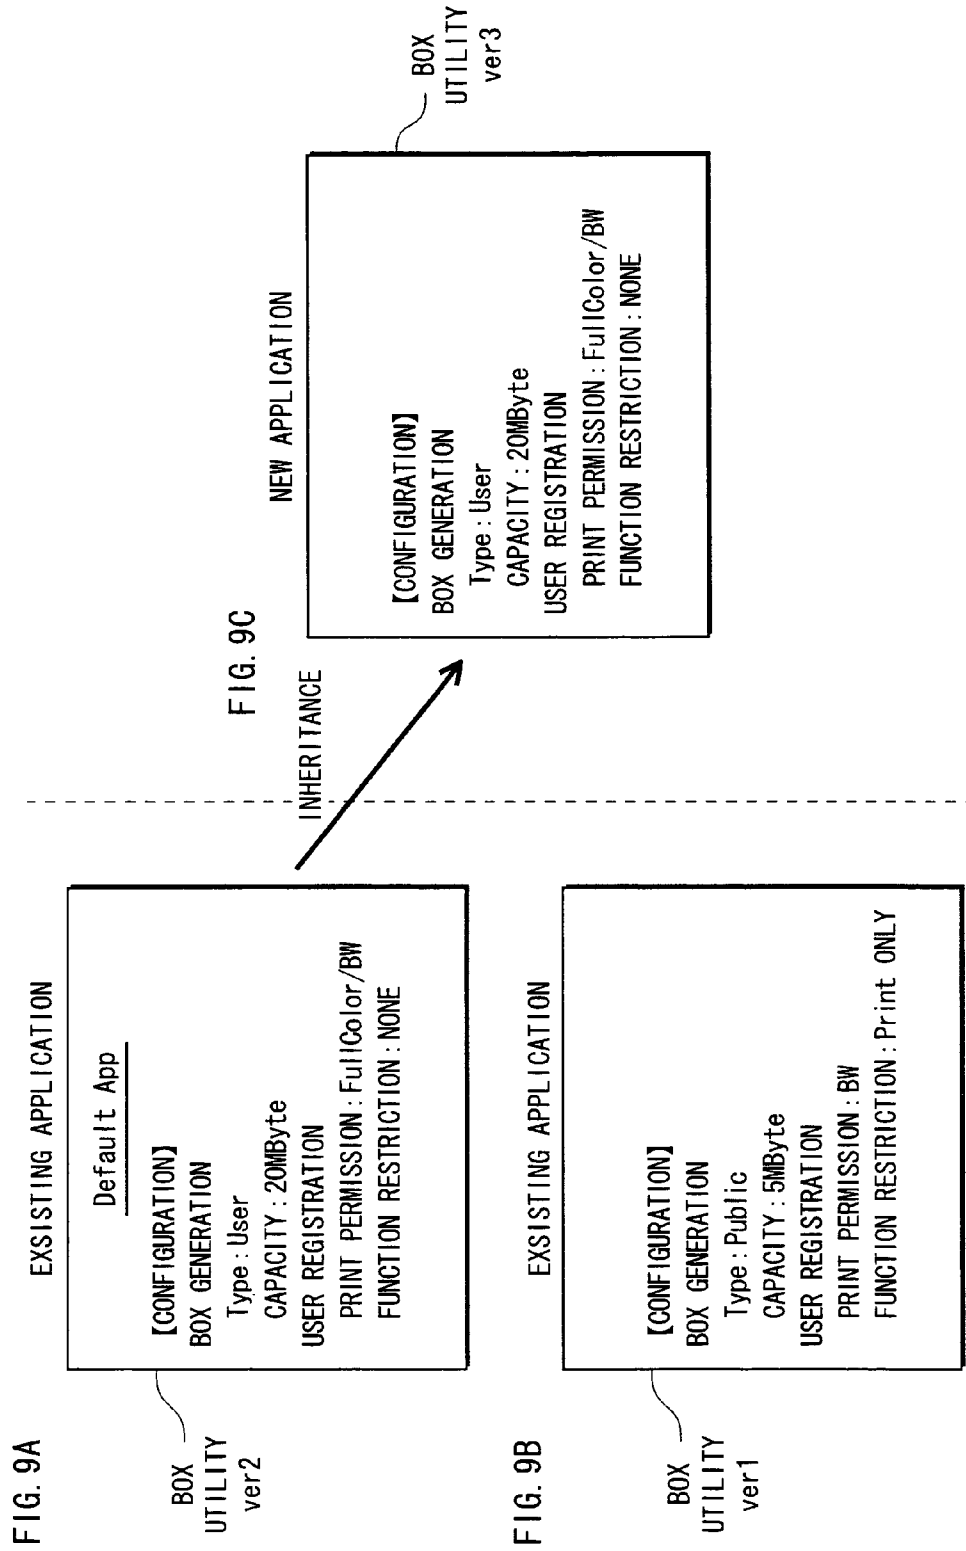 FIG. 9A
EXSISTING APPLICATION
Default App
【CONFIGURATION】
BOX GENERATION
Type:User
CAPACITY:20MByte
USER REGISTRATION
PRINT PERMISSION:FullColor/BW
FUNCTION RESTRICTION:NONE
BOX
UTILITY
ver2
FIG. 9B
EXSISTING APPLICATION
【CONFIGURATION】
BOX GENERATION
Type:Public
CAPACITY:5MByte
USER REGISTRATION
PRINT PERMISSION:BW
FUNCTION RESTRICTION:Print ONLY
BOX
UTILITY
ver1
INHERITANCE
FIG. 9C
NEW APPLICATION
【CONFIGURATION】
BOX GENERATION
Type:User
CAPACITY:20MByte
USER REGISTRATION
PRINT PERMISSION:FullColor/BW
FUNCTION RESTRICTION:NONE
BOX
UTILITY
ver3